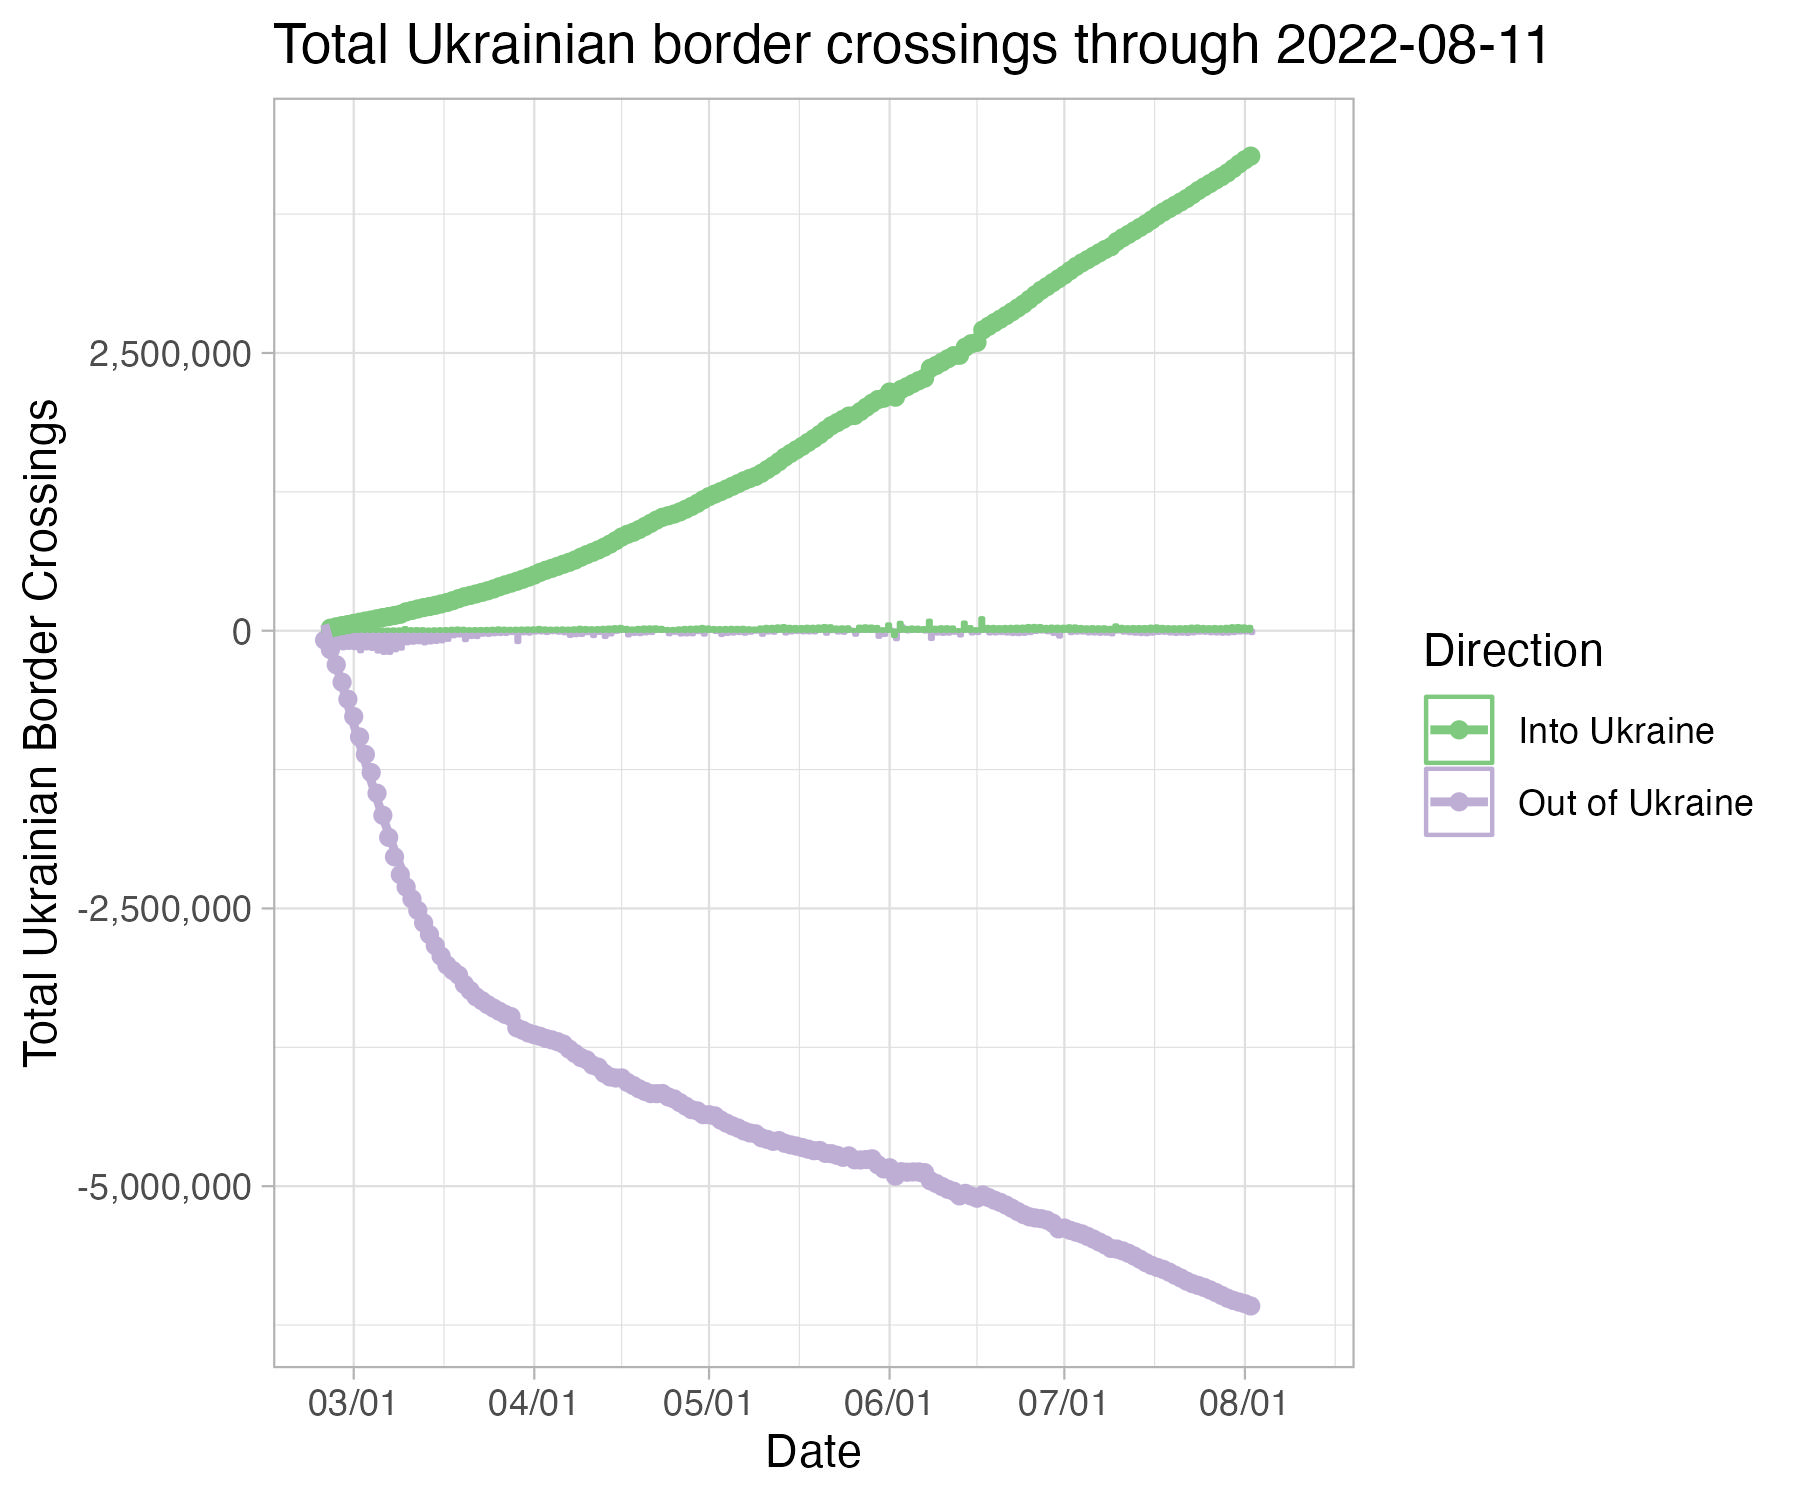 Total Ukrainian border crossings through 2022-08-11
Total Ukrainian Border Crossings
2,500,000
0
-2,500,000
-5,000,000
03/01 04/01 05/01 06/01 07/01 08/01
Date
Direction
Into Ukraine
Out of Ukraine